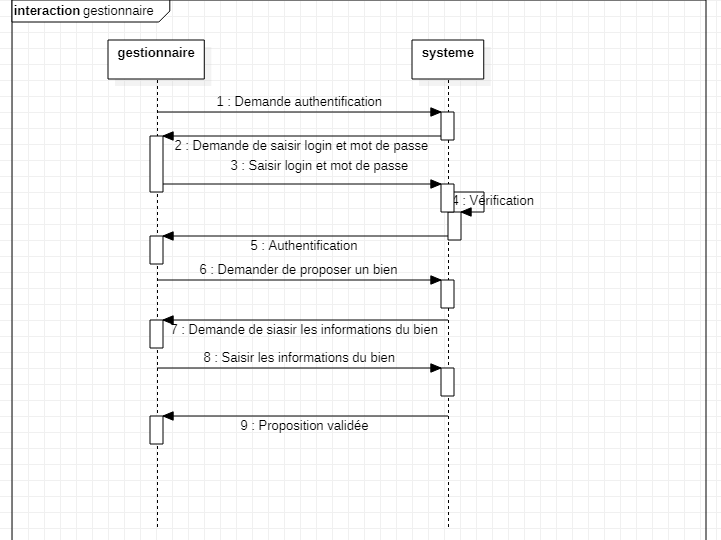 interaction gestionnaire
gestionnaire
systeme
1 : Demande authentification
2 : Demande de saisir login et mot de passe
3 : Saisir login et mot de passe
4 : Vérification
5 : Authentification
6 : Demander de proposer un bien
7 : Demande de siasir les informations du bien
8 : Saisir les informations du bien
9 : Proposition validée